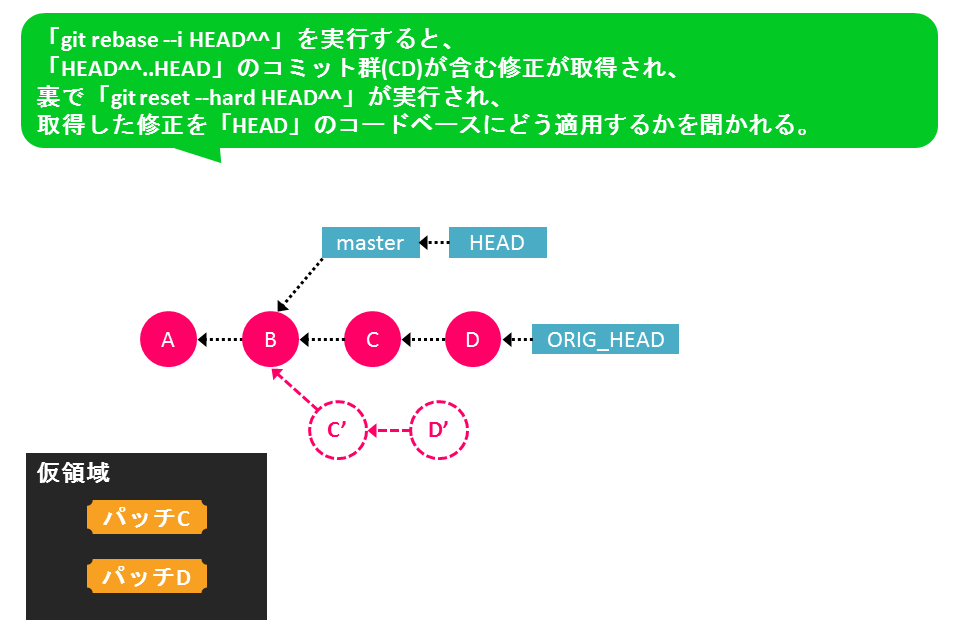 「git rebase --i HEAD^^」を実行すると、
「HEAD^^..HEAD」のコミット群(CD)が含む修正が取得され、
裏で「git reset --hard HEAD^^」が実行され、
取得した修正を「HEAD」のコードベースにどう適用するかを聞かれる。
master
HEAD
A
B
C
D
ORIG_HEAD
C’
D’
仮領域
パッチC
パッチD